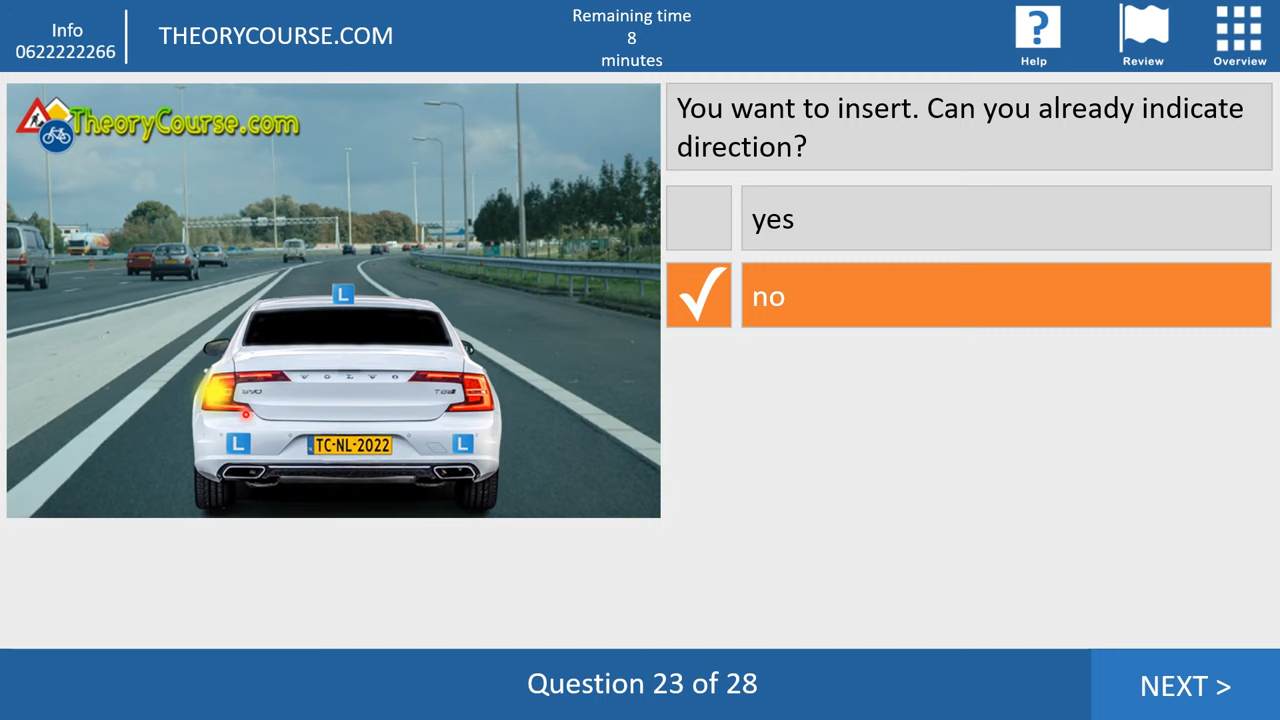 Info
0622222266
THEORYCOURSE.COM
Remaining time
8
minutes
Help
Review
Overview
TheoryCourse.com
You want to insert. Can you already indicate
direction?
yes
no
L
VOLVO
S90
L
TC-NL-2022
L
Question 23 of 28
NEXT >